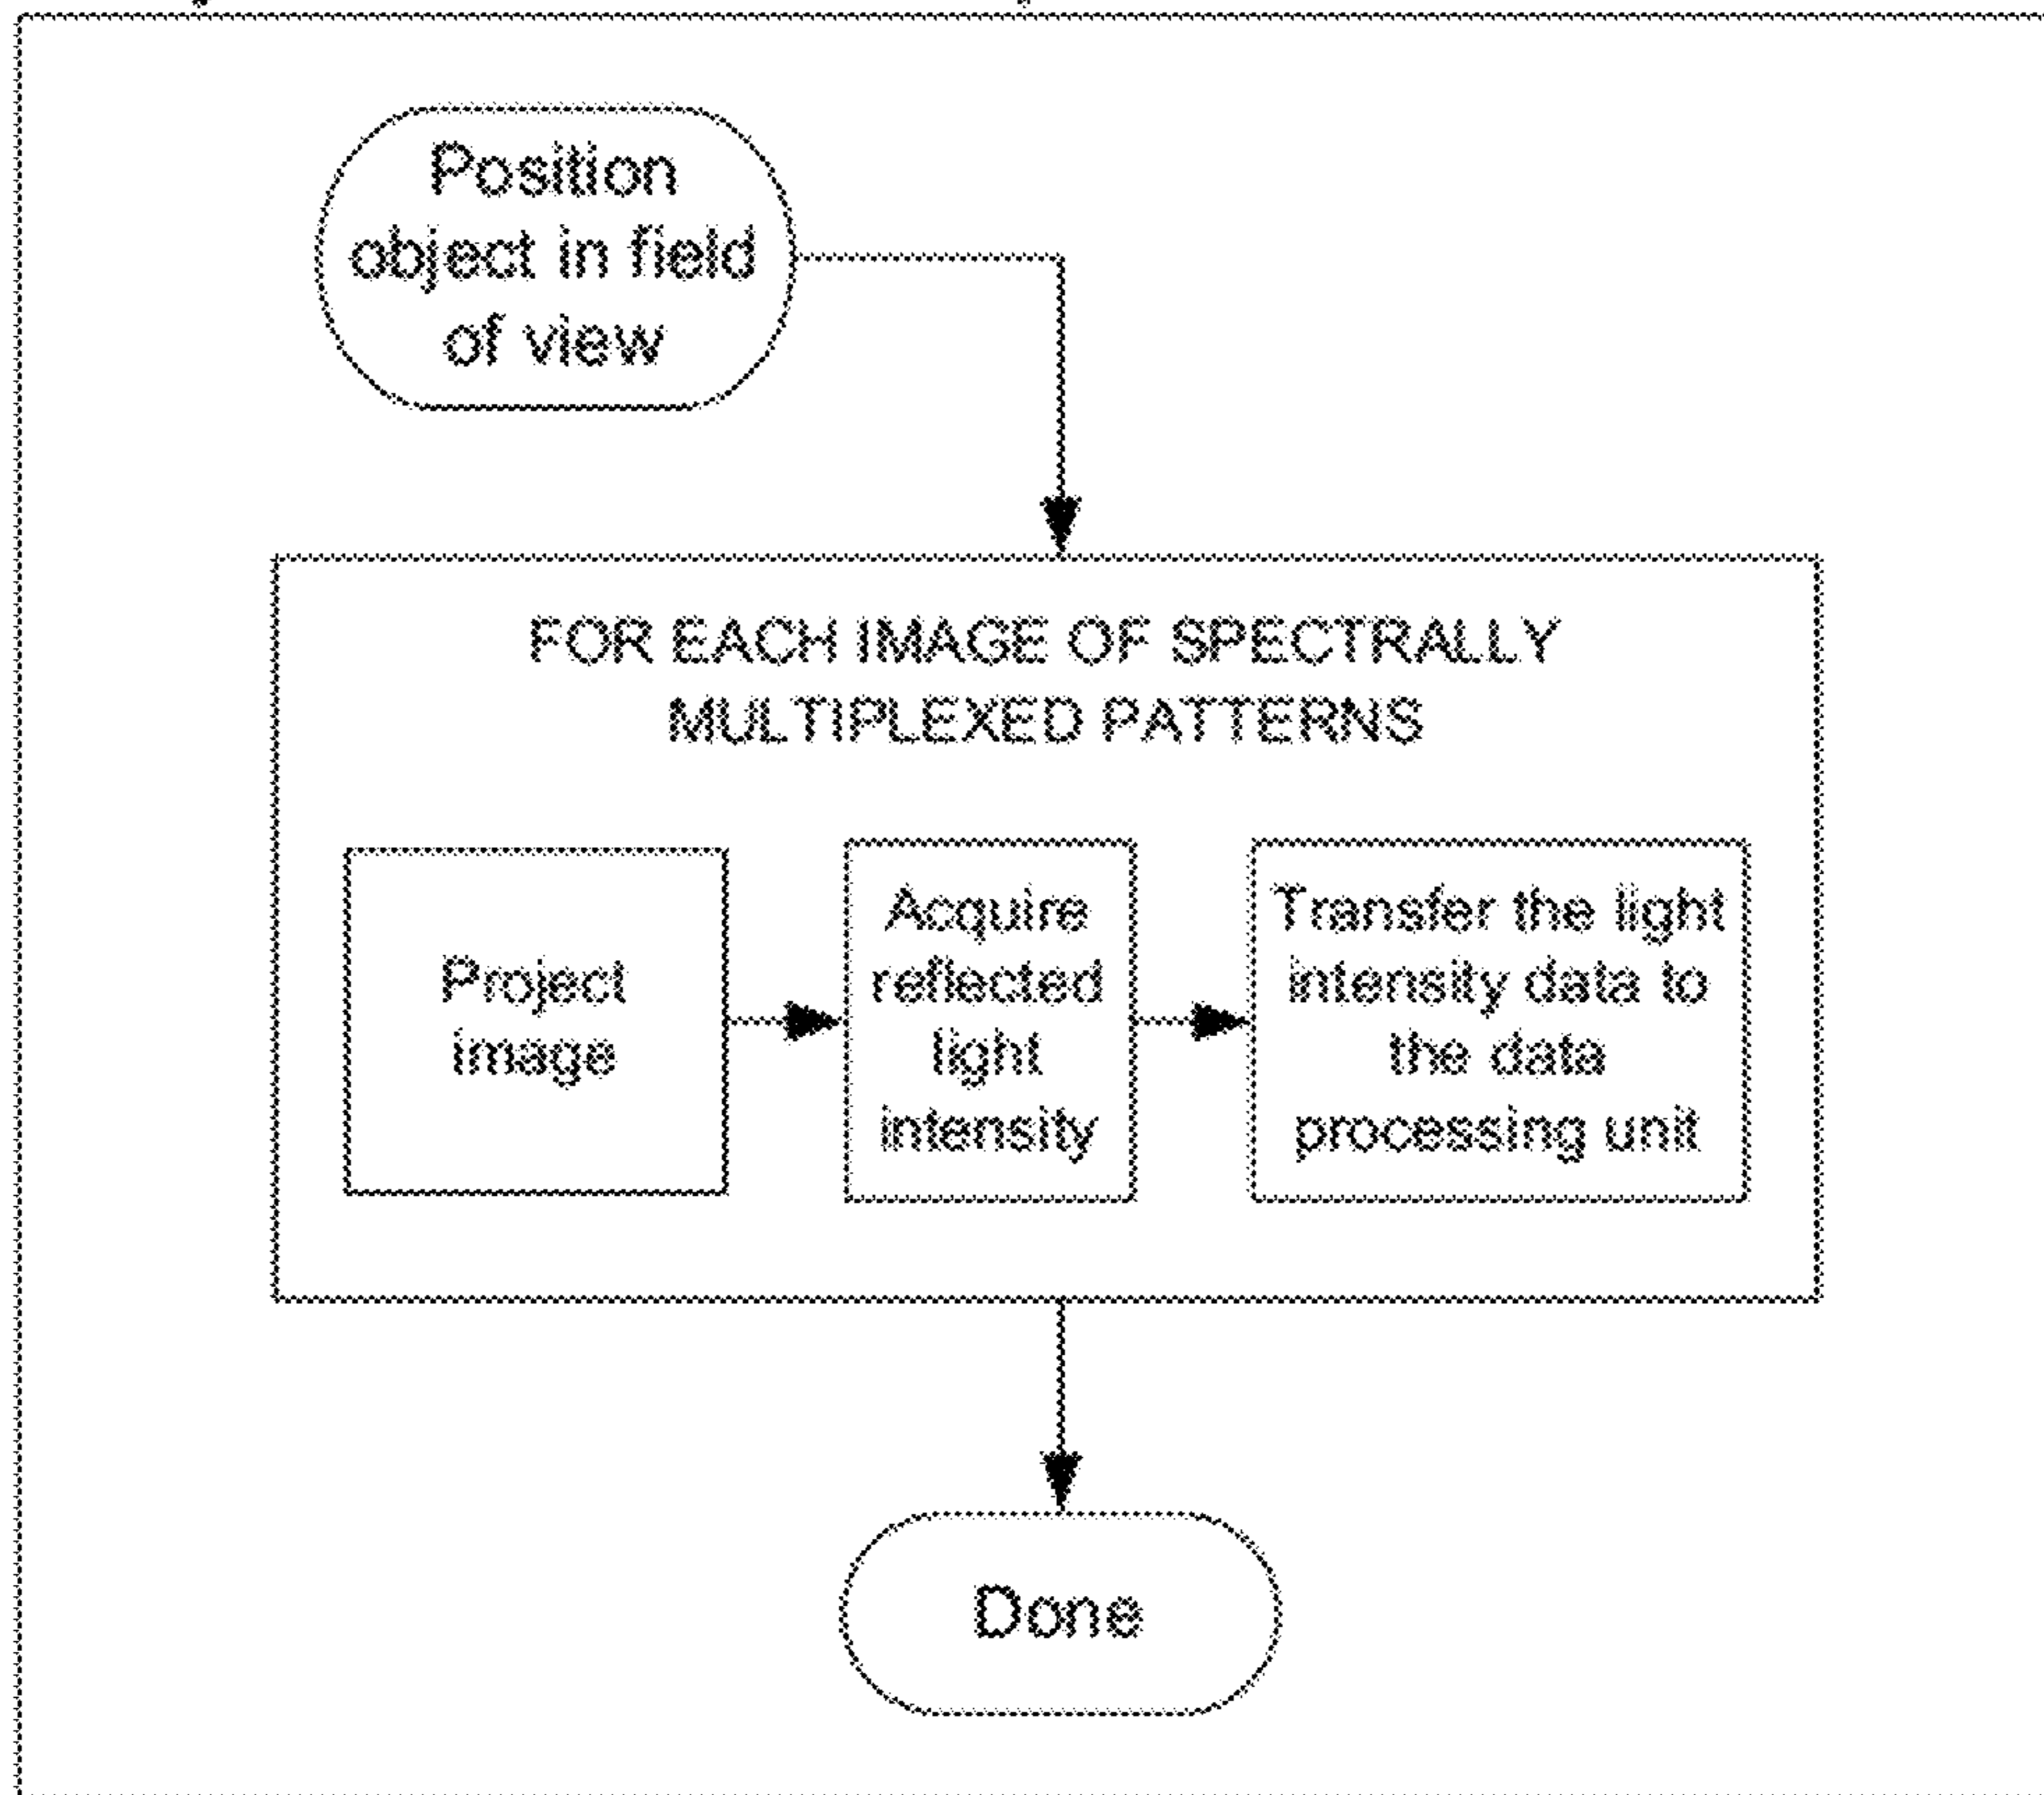 Position
object in field
of view
FOR EACH IMAGE OF SPECTRALLY
MULTIPLEXED PATTERNS
Project
image
Acquire
reflected
light
intensity
Transfer the light
intensity data to
the data
processing unit
Done